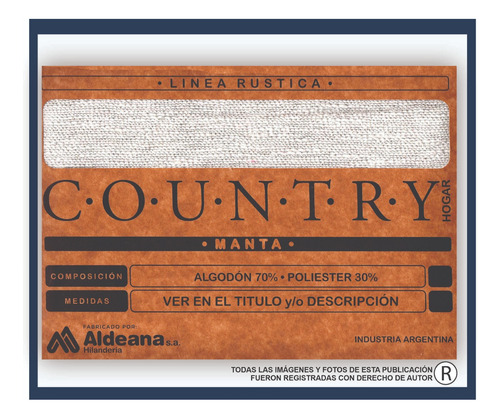 • LINEA RUSTICA •
C•O•U•N•T•R•Y
HOGAR
• MANTA •
COMPOSICIÓN
ALGODÓN 70% • POLIESTER 30%
MEDIDAS
VER EN EL TITULO y/o DESCRIPCIÓN
FABRICADO POR
Aldeana s.a.
Hilandería
INDUSTRIA ARGENTINA
TODAS LAS IMÁGENES Y FOTOS DE ESTA PUBLICACIÓN
FUERON REGISTRADAS CON DERECHO DE AUTOR
R